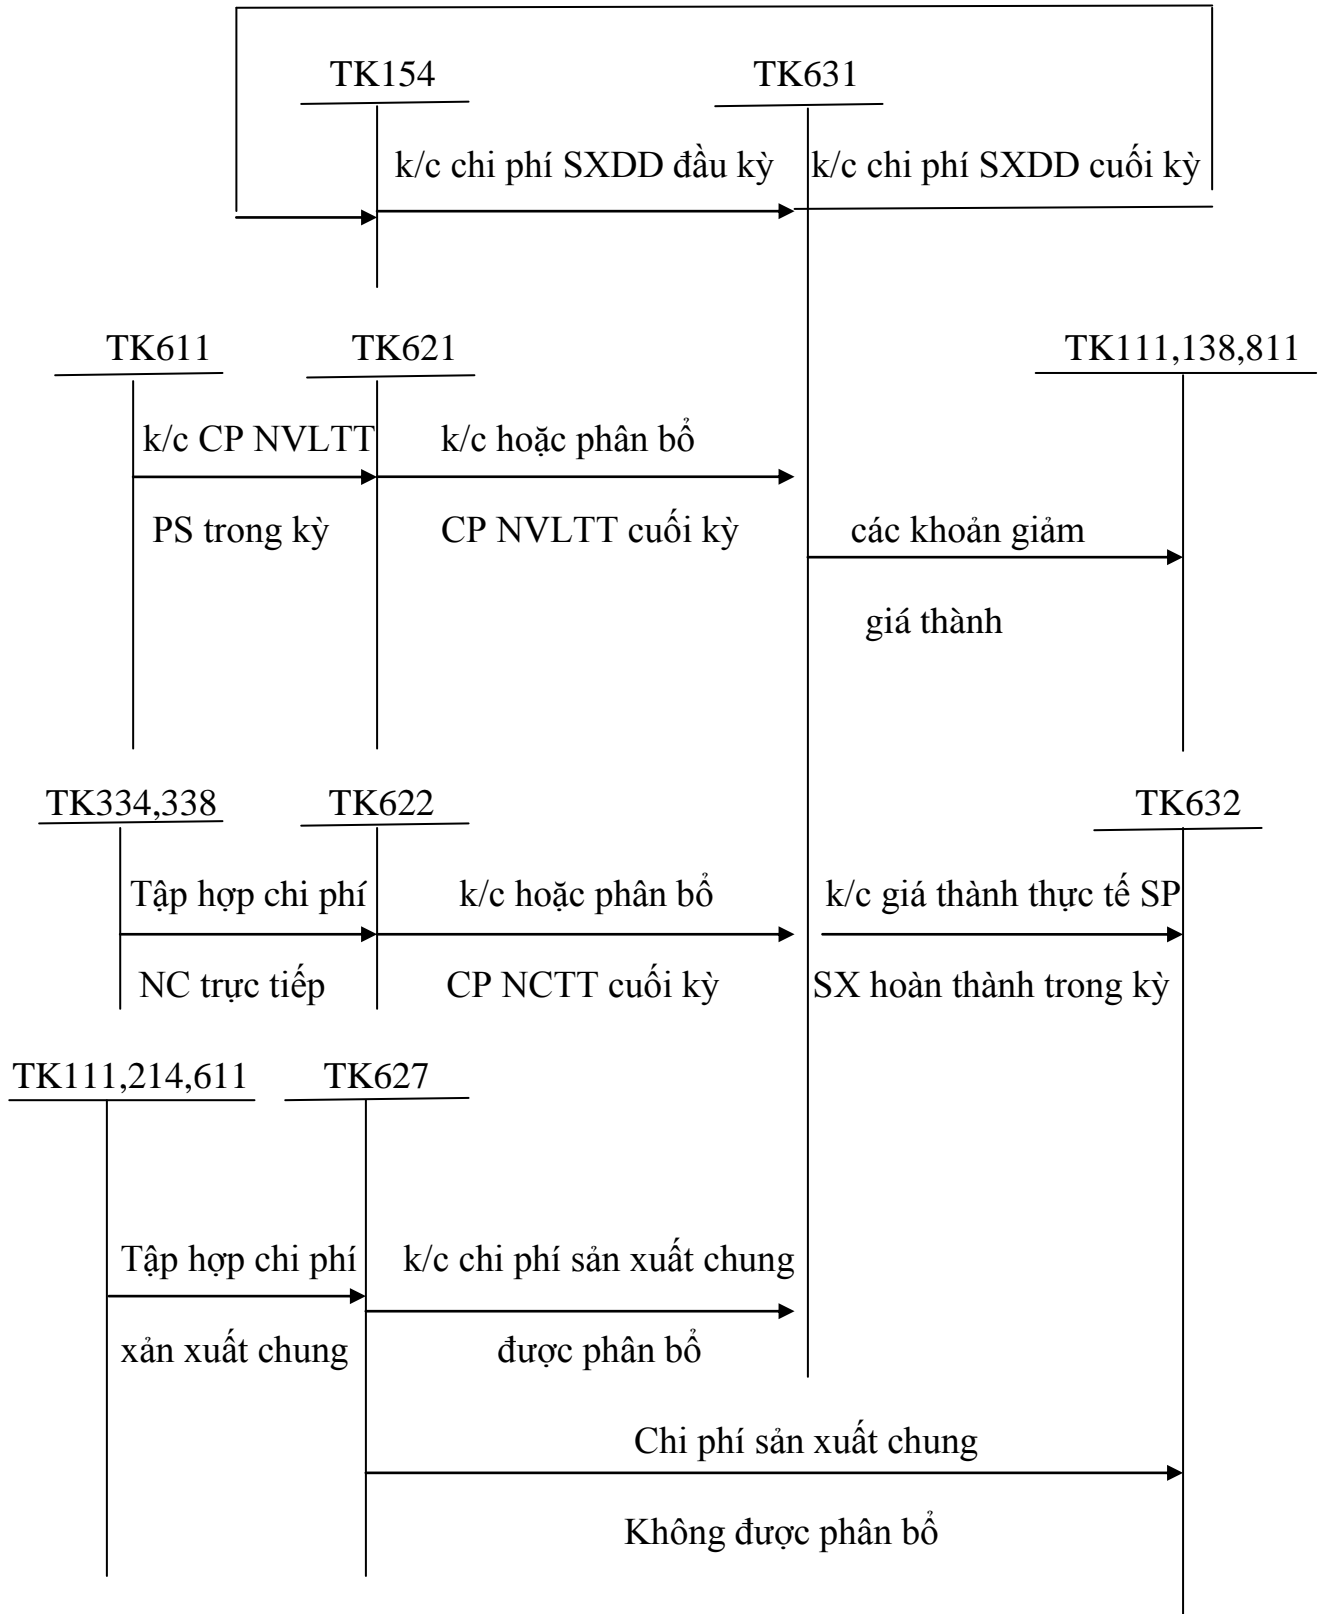 TK154 TK631
k/c chi phí SXDD đầu kỳ k/c chi phí SXDD cuối kỳ
TK611 TK621 TK111,138,811
k/c CP NVLTT k/c hoặc phân bổ
PS trong kỳ CP NVLTT cuối kỳ các khoản giảm
giá thành
TK334,338 TK622 TK632
Tập hợp chi phí k/c hoặc phân bổ k/c giá thành thực tế SP
NC trực tiếp CP NCTT cuối kỳ SX hoàn thành trong kỳ
TK111,214,611 TK627
Tập hợp chi phí k/c chi phí sản xuất chung
xản xuất chung được phân bổ
Chi phí sản xuất chung
Không được phân bổ